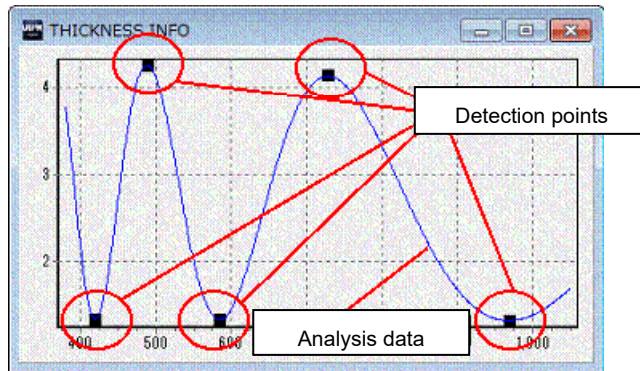 THICKNESS INFO
4
Detection points
3
2
Analysis data
400 500 600 1,000